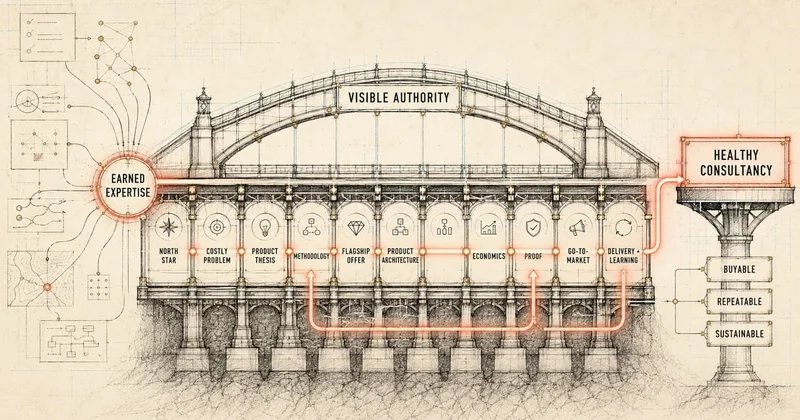 VISIBLE AUTHORITY
EARNED
EXPERTISE
NORTH
STAR
COSTLY
PROBLEM
PRODUCT
THESIS
METHODOLOGY
FLAGSHIP
OFFER
PRODUCT
ARCHITECTURE
ECONOMICS
PROOF
GO-TO-
MARKET
DELIVERY +
LEARNING
HEALTHY
CONSULTANCY
BUYABLE
REPEATABLE
SUSTAINABLE